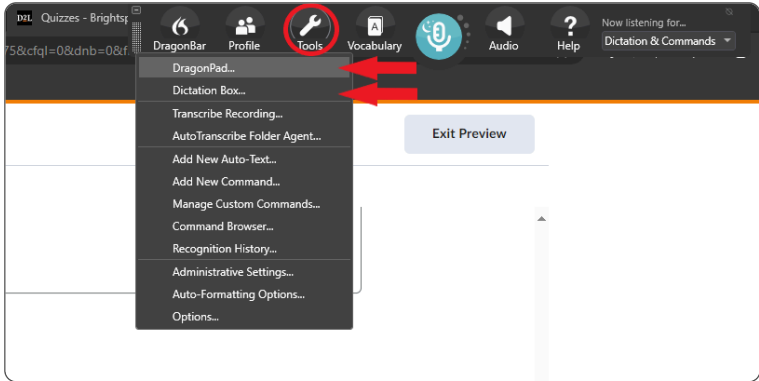 D2L Quizzes - Brightsp
75&cfql=0&dnb=0&f
DragonBar Profile Tools Vocabulary Audio Help
A
?
Now listening for...
Dictation & Commands
DragonPad...
Dictation Box...
Transcribe Recording...
AutoTranscribe Folder Agent...
Add New Auto-Text...
Add New Command...
Manage Custom Commands...
Command Browser...
Recognition History...
Administrative Settings...
Auto-Formatting Options...
Options...
Exit Preview